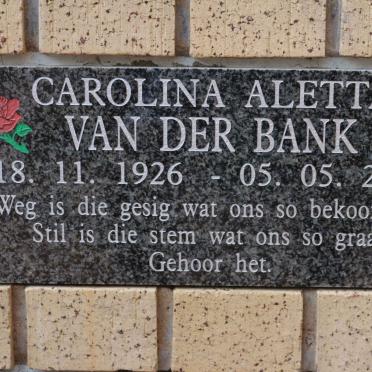 CAROLINA ALETTA
VAN DER BANK
18. 11. 1926 - 05. 05. 2
Weg is die gesig wat ons so bekoor
Stil is die stem wat ons so graa
Gehoor het.